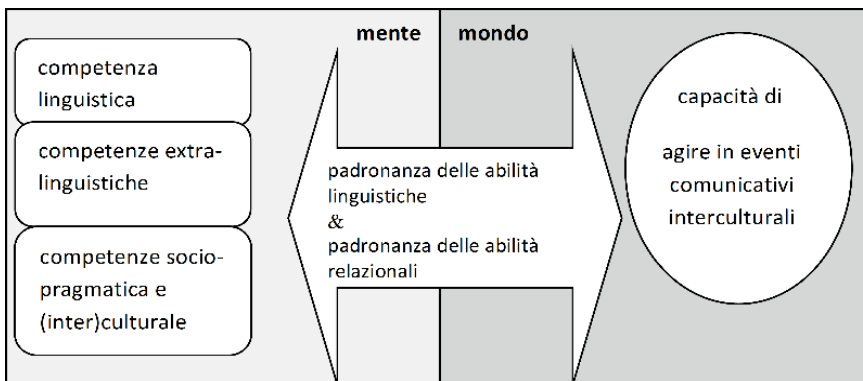 mente
mondo
competenza
linguistica
competenze extra-
linguistiche
competenze socio-
pragmatica e
(inter)culturale
padronanza delle abilità
linguistiche
&
padronanza delle abilità
relazionali
capacità di
agire in eventi
comunicativi
interculturali